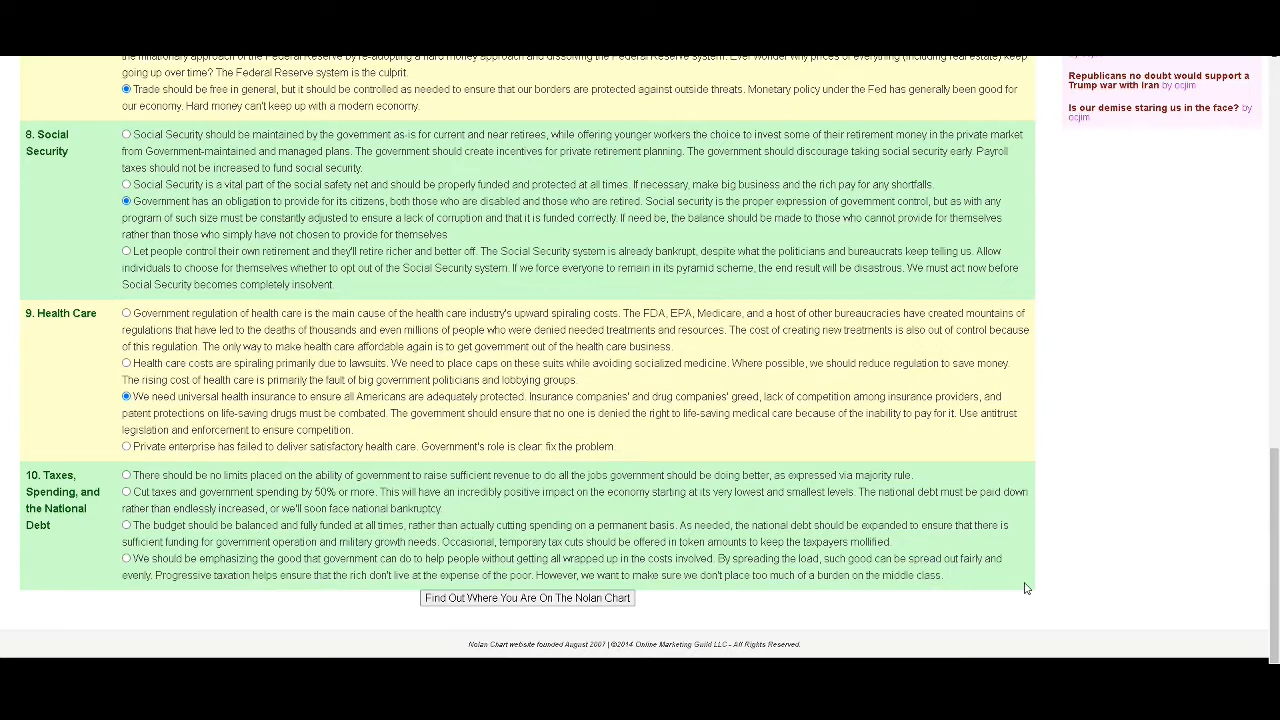 the inflationary approach of the Federal Reserve by re-adopting a hard money approach and dissolving the Federal Reserve system. Ever wonder why prices of everything (including real estate) keep
going up over time? The Federal Reserve system is the culprit.
Trade should be free in general, but it should be controlled as needed to ensure that our borders are protected against outside threats. Monetary policy under the Fed has generally been good for
our economy. Hard money can't keep up with a modern economy.
8. Social
Security
Social Security should be maintained by the government as-is for current and near retirees, while offering younger workers the choice to invest some of their retirement money in the private market
from Government-maintained and managed plans. The government should create incentives for private retirement planning. The government should discourage taking social security early. Payroll
taxes should not be increased to fund social security.
Social Security is a vital part of the social safety net and should be properly funded and protected at all times. If necessary, make big business and the rich pay for any shortfalls.
Government has an obligation to provide for its citizens, both those who are disabled and those who are retired. Social security is the proper expression of government control, but as with any
program of such size must be constantly adjusted to ensure a lack of corruption and that it is funded correctly. If need be, the balance should be made to those who cannot provide for themselves
rather than those who simply have not chosen to provide for themselves.
Let people control their own retirement and they'll retire richer and better off. The Social Security system is already bankrupt, despite what the politicians and bureaucrats keep telling us. Allow
individuals to choose for themselves whether to opt out of the Social Security system. If we force everyone to remain in its pyramid scheme, the end result will be disastrous. We must act now before
Social Security becomes completely insolvent.
9. Health Care
Government regulation of health care is the main cause of the health care industry's upward spiraling costs. The FDA, EPA, Medicare, and a host of other bureaucracies have created mountains of
regulations that have led to the deaths of thousands and even millions of people who were denied needed treatments and resources. The cost of creating new treatments is also out of control because
of this regulation. The only way to make health care affordable again is to get government out of the health care business.
Health care costs are spiraling primarily due to lawsuits. We need to place caps on these suits while avoiding socialized medicine. Where possible, we should reduce regulation to save money.
The rising cost of health care is primarily the fault of big government politicians and lobbying groups.
We need universal health insurance to ensure all Americans are adequately protected. Insurance companies' and drug companies' greed, lack of competition among insurance providers, and
patent protections on life-saving drugs must be combated. The government should ensure that no one is denied the right to life-saving medical care because of the inability to pay for it. Use antitrust
legislation and enforcement to ensure competition.
Private enterprise has failed to deliver satisfactory health care. Government's role is clear: fix the problem.
10. Taxes,
Spending, and
the National
Debt
There should be no limits placed on the ability of government to raise sufficient revenue to do all the jobs government should be doing better, as expressed via majority rule.
Cut taxes and government spending by 50% or more. This will have an incredibly positive impact on the economy starting at its very lowest and smallest levels. The national debt must be paid down
rather than endlessly increased, or we'll soon face national bankruptcy.
The budget should be balanced and fully funded at all times, rather than actually cutting spending on a permanent basis. As needed, the national debt should be expanded to ensure that there is
sufficient funding for government operation and military growth needs. Occasional, temporary tax cuts should be offered in token amounts to keep the taxpayers mollified.
We should be emphasizing the good that government can do to help people without getting all wrapped up in the costs involved. By spreading the load, such good can be spread out fairly and
evenly. Progressive taxation helps ensure that the rich don't live at the expense of the poor. However, we want to make sure we don't place too much of a burden on the middle class.
Find Out Where You Are On The Nolan Chart
Republicans no doubt would support a
Trump war with Iran by ocjim
Is our demise staring us in the face? by
ocjim
Nolan Chart website founded August 2007 | ©2014 Online Marketing Guild LLC - All Rights Reserved.